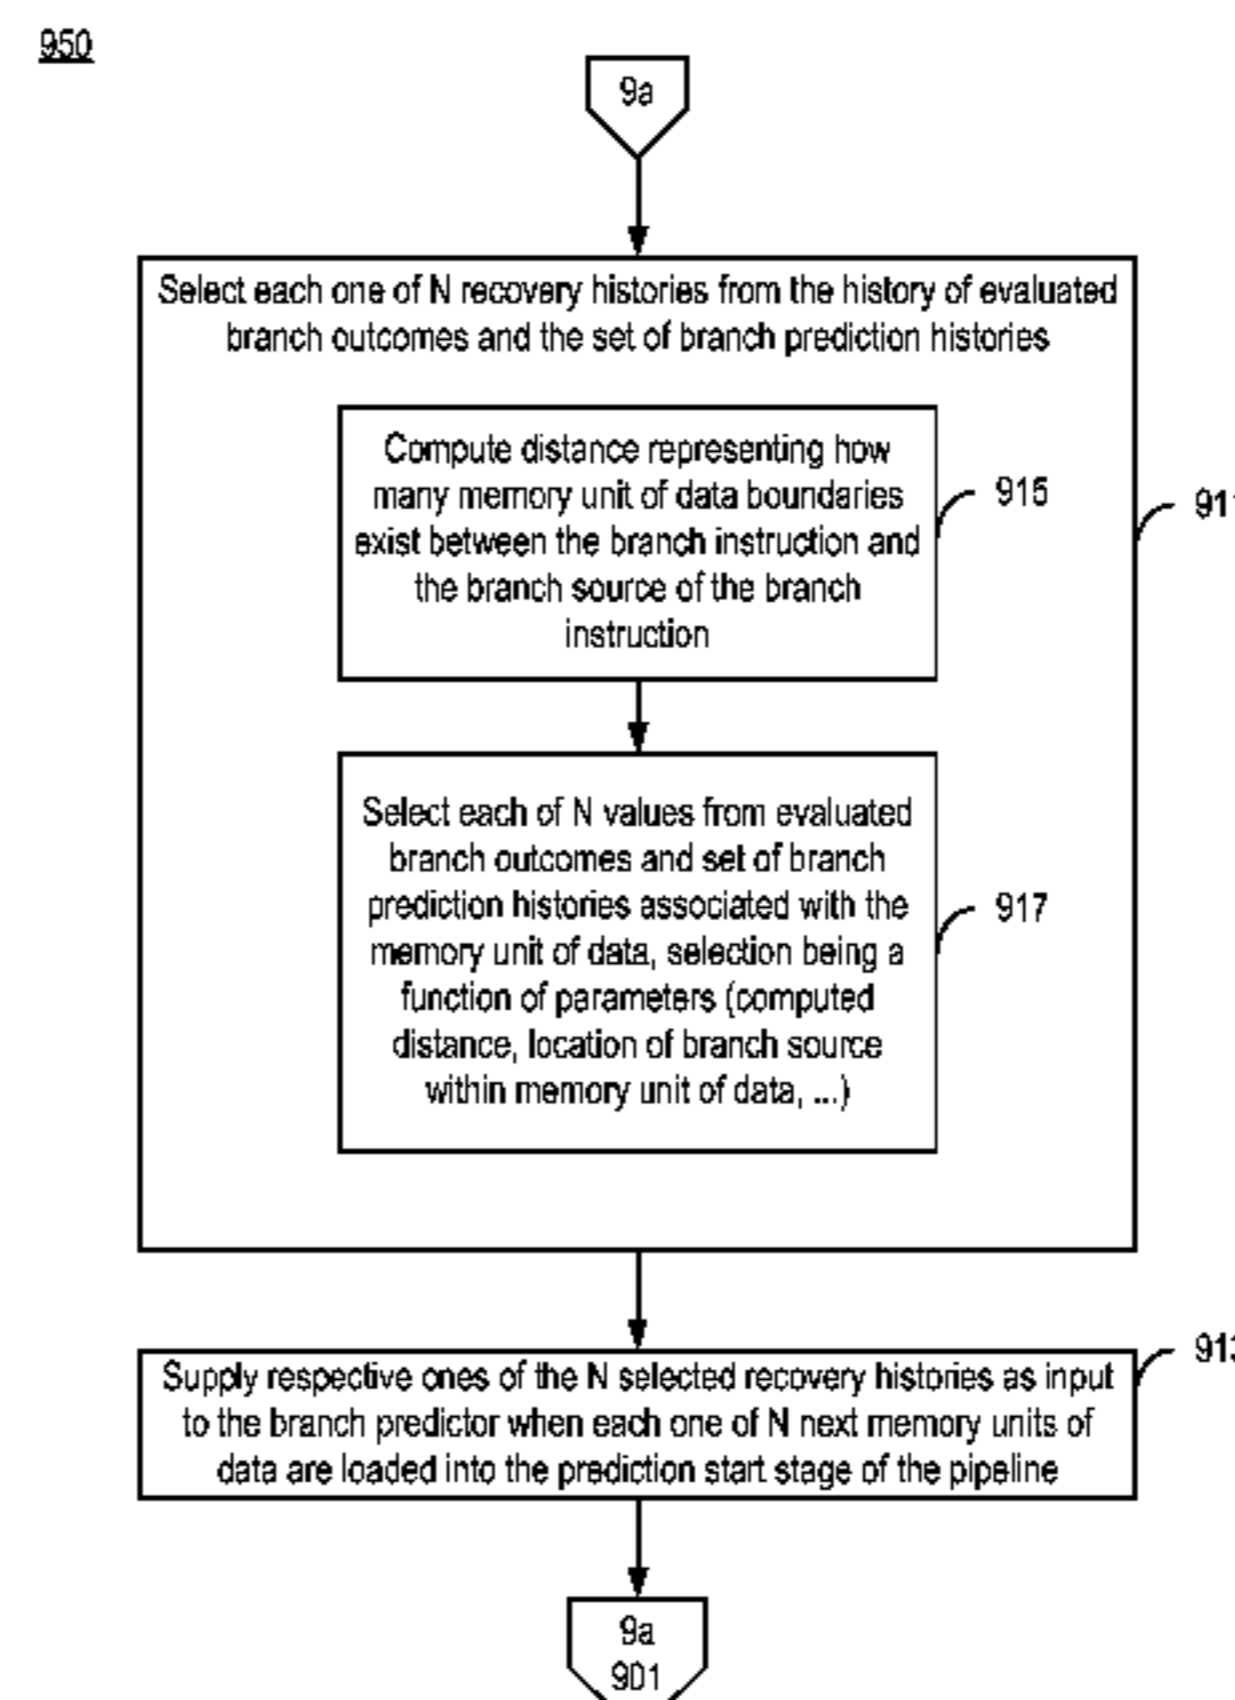 950
9a
Select each one of N recovery histories from the history of evaluated
branch outcomes and the set of branch prediction histories
Compute distance representing how
many memory unit of data boundaries
exist between the branch instruction and
the branch source of the branch
instruction
915
911
Select each of N values from evaluated
branch outcomes and set of branch
prediction histories associated with the
memory unit of data, selection being a
function of parameters (computed
distance, location of branch source
within memory unit of data, ...)
917
913
Supply respective ones of the N selected recovery histories as input
to the branch predictor when each one of N next memory units of
data are loaded into the prediction start stage of the pipeline
9a
901